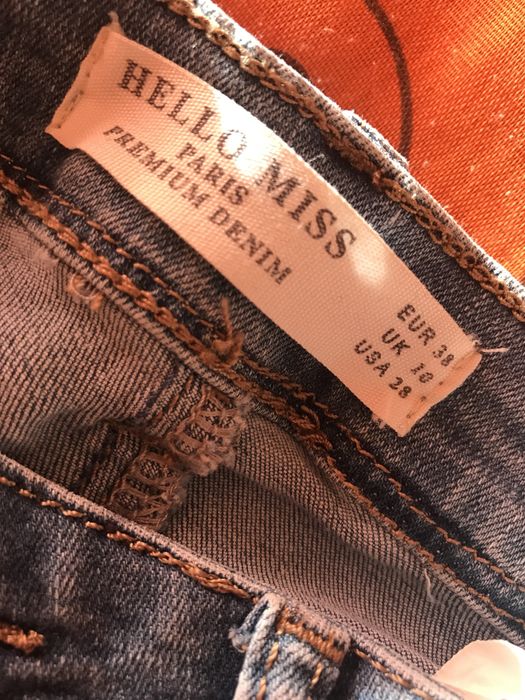 HELLO MISS
PARIS
PREMIUM DENIM
EUR 38
UK 10
USA 28